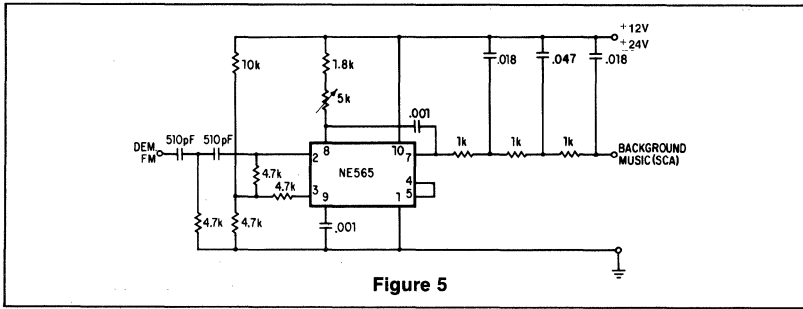 +12V
+24V
10k
1.8k
5k
.018
.047
.018
.001
510pF
510pF
DEM.
FM
8
10
7
1k
1k
1k
BACKGROUND
MUSIC(SCA)
2
NE565
4
5
4.7k
4.7k
3
9
1
4.7k
4.7k
.001
Figure 5